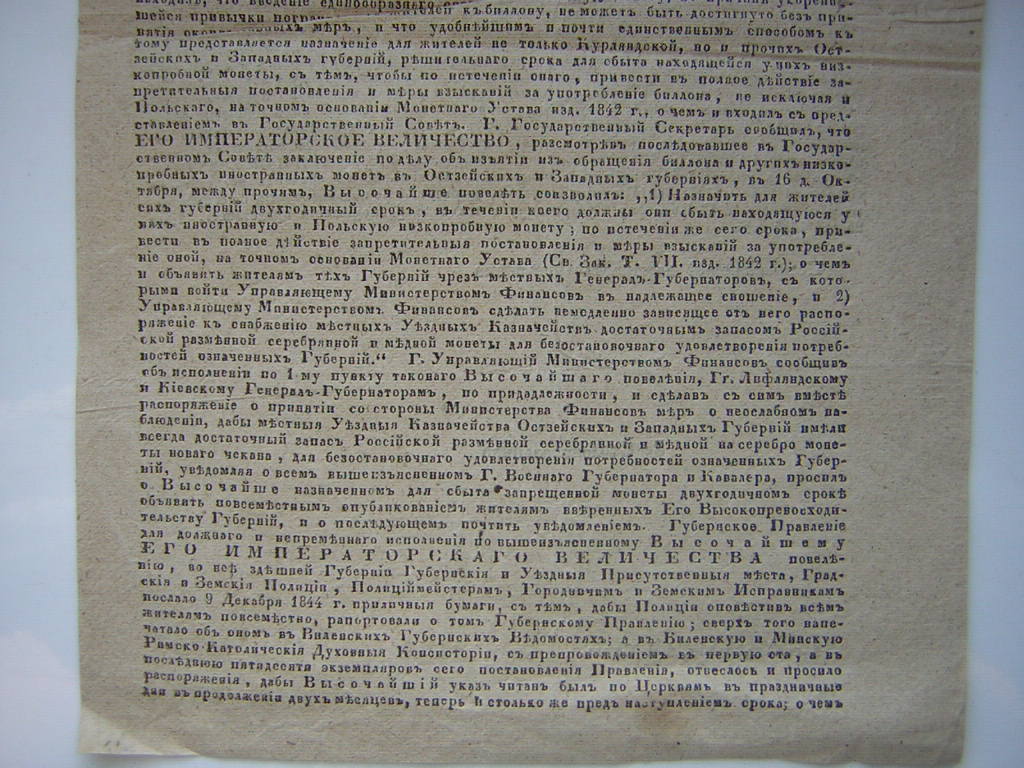 находилъ, что введеніе единообразнаго
шейся привычки жителей къ биллону, не можетъ быть достигнуто безъ при-
нятія мѣръ, и что удобнѣйшимъ и почти единственнымъ способомъ къ
тому представляется назначеніе для жителей не только Курляндской, но и прочихъ Ост-
зейскихъ и Западныхъ губерній, рѣшительнаго срока для сбыта находящейся у нихъ низ-
копробной монеты, съ тѣмъ, чтобы по истеченіи онаго, привести въ полное дѣйствіе за-
претительныя постановленія и мѣры взысканій за употребленіе биллона, не исключая и
Польскаго, на точномъ основаніи Монетнаго Устава изд. 1842 г., о чемъ и входилъ съ пред-
ставленіемъ въ Государственный Совѣтъ. Г. Государственный Секретарь сообщилъ, что
ЕГО ИМПЕРАТОРСКОЕ ВЕЛИЧЕСТВО, разсмотрѣвъ послѣдовавшее въ Государ-
ственномъ Совѣтѣ заключеніе по дѣлу объ изъятіи изъ обращенія биллона и другихъ низко-
пробныхъ иностранныхъ монетъ въ Остзейскихъ и Западныхъ губерніяхъ, въ 16 д. Ок-
тября, между прочимъ, Высочайше повелѣть соизволилъ: „1) Назначить для жителей
сихъ губерній двухгодичный срокъ, въ теченіи коего должны они сбыть находящуюся у
нихъ иностранную и Польскую низкопробную монету; по истеченіи же сего срока, при-
вести въ полное дѣйствіе запретительныя постановленія и мѣры взысканій за употребле-
ніе оной, на точномъ основаніи Монетнаго Устава (Св. Зак. Т. VII. изд. 1842 г.); о чемъ
и объявить жителямъ тѣхъ Губерній чрезъ мѣстныхъ Генералъ-Губернаторовъ, съ кото-
рыми войти Управляющему Министерствомъ Финансовъ въ надлежащее сношеніе, и 2)
Управляющему Министерствомъ Финансовъ сдѣлать немедленно зависящее отъ него распо-
ряженіе къ снабженію мѣстныхъ Уѣздныхъ Казначействъ достаточнымъ запасомъ Россій-
ской размѣнной серебрянной и мѣдной монеты для безостановочнаго удовлетворенія потреб-
ностей означенныхъ Губерній.“ Г. Управляющій Министерствомъ Финансовъ сообщивъ
объ исполненіи по 1-му пункту таковаго Высочайшаго повелѣнія, Гг. Лифляндскому
и Кіевскому Генералъ-Губернаторамъ, по придадлежности, и сдѣлавъ съ симъ вмѣстѣ
распоряженіе о принятіи со стороны Министерства Финансовъ мѣръ о неослабномъ на-
блюденіи, дабы мѣстныя Уѣздныя Казначейства Остзейскихъ и Западныхъ Губерній имѣли
всегда достаточный запасъ Россійской размѣнной серебрянной и мѣдной на серебро моне-
ты новаго чекана, для безостановочнаго удовлетворенія потребностей означенныхъ Губер-
ній, увѣдомляя о всемъ вышеизъясненномъ Г. Военнаго Губернатора и Кавалера, просилъ
о Высочайше назначенномъ для сбыта запрещенной монеты двухгодичномъ срокѣ
объявить повсемѣстнымъ опубликованіемъ жителямъ ввѣренныхъ Его Высокопревосходи-
тельству Губерній, и о послѣдующемъ почтить увѣдомленіемъ. Губернское Правленіе
для должнаго и непремѣннаго исполненія по вышеизъясненному Высочайшему
ЕГО ИМПЕРАТОРСКАГО ВЕЛИЧЕСТВА повелѣ-
нію, во всѣ здѣшней Губерніи Губернскія и Уѣздныя Присутственныя мѣста, Град-
скія и Земскія Полиціи, Полиціймейстерамъ, Городничимъ и Земскимъ Исправникамъ
послало 9 Декабря 1844 г. приличныя бумаги, съ тѣмъ, дабы Полиціи оповѣстивъ всѣмъ
жителямъ повсемѣстно, рапортовали о томъ Губернскому Правленію; сверхъ того напе-
чатало объ ономъ въ Виленскихъ Губернскихъ Вѣдомостяхъ; а въ Виленскую и Минскую
Римско-Католическія Духовныя Консисторіи, съ препровожденіемъ въ первую ста, а въ
послѣднюю пятадесяти экземпляровъ сего постановленія Правленія, отнеслось и просило
распоряженія, дабы Высочайшій указъ читанъ былъ по Церквямъ въ праздничные
дни въ продолженіи двухъ мѣсяцевъ, теперь и столько же предъ наступленіемъ срока; о чемъ